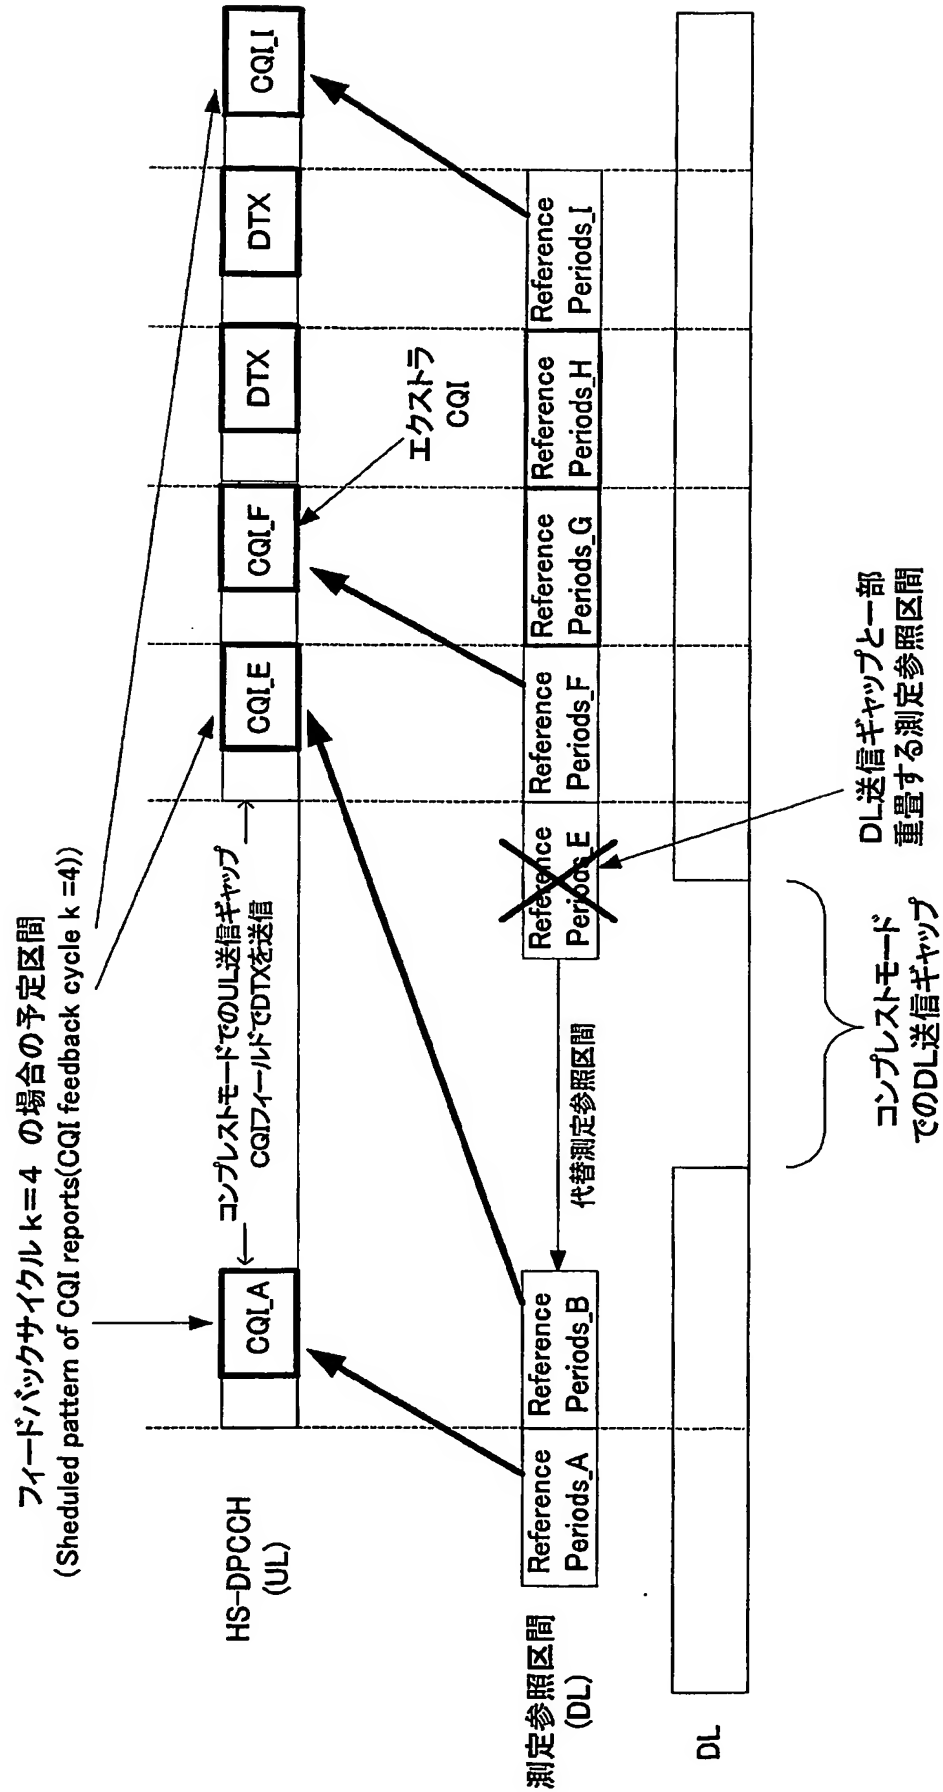 フィードバックサイクル k=4 の場合の予定区間
(Sheduled pattern of CQI reports(CQI feedback cycle k =4))
HS-DPCCH
(UL)
CQI_A
コンプレストモードでのUL送信ギャップ
CQIフィールドでDTXを送信
CQI_E
CQI_F
DTX
DTX
CQI_I
エクストラ
CQI
測定参照区間
(DL)
Reference
Periods_A
Reference
Periods_B
代替測定参照区間
Reference
Periods_E
Reference
Periods_F
Reference
Periods_G
Reference
Periods_H
Reference
Periods_I
DL
コンプレストモード
でのDL送信ギャップ
DL送信ギャップと一部
重畳する測定参照区間